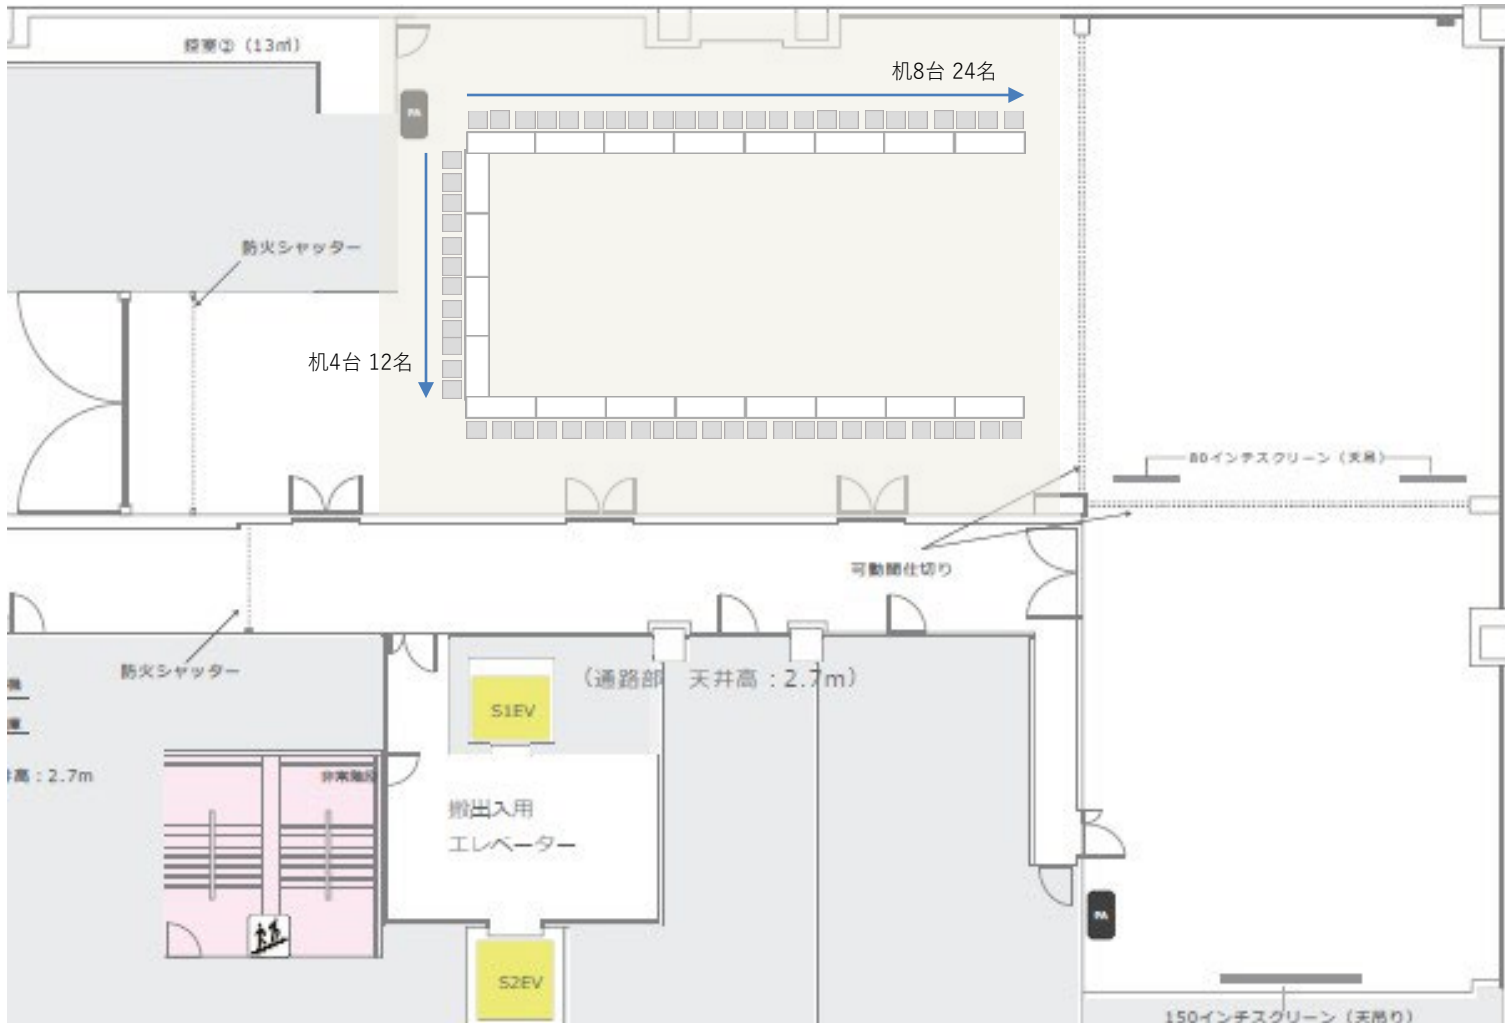 控室②（13㎡）
机8台 24名
PA
防火シャッター
机4台 12名
80インチスクリーン（天吊）
可動間仕切り
防火シャッター
（通路部　天井高：2.7m）
S1EV
井高：2.7m
非常階段
搬出入用
エレベーター
PA
S2EV
150インチスクリーン（天吊り）